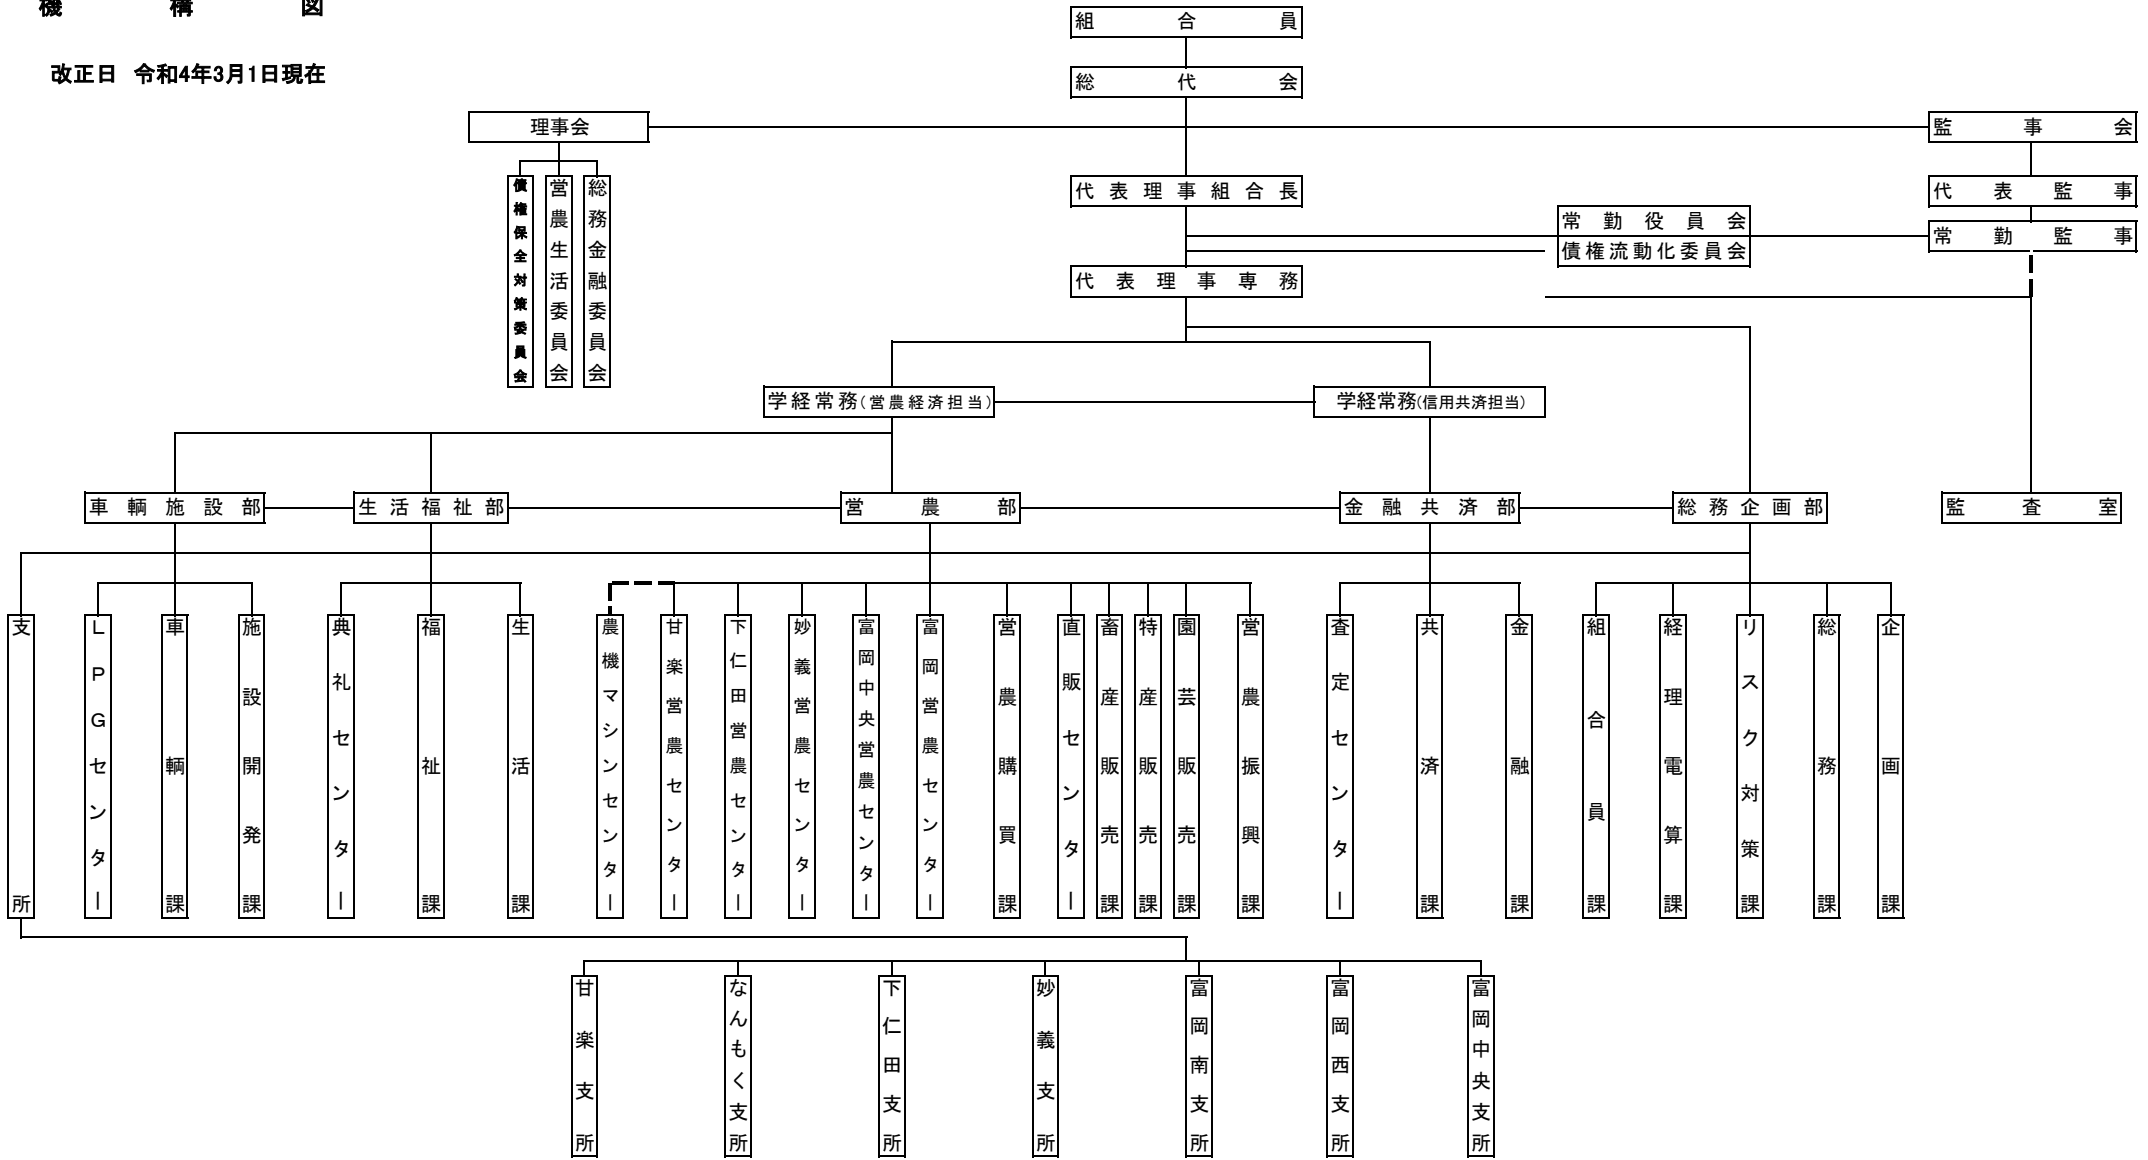 機構図
改正日 令和4年3月1日現在
組合員
総代会
理事会
監事会
債権保全対策委員会
営農生活委員会
総務金融委員会
代表理事組合長
代表監事
常勤役員会
債権流動化委員会
常勤監事
代表理事専務
学経常務(営農経済担当)
学経常務(信用共済担当)
車輌施設部
生活福祉部
営農部
金融共済部
総務企画部
監査室
支所
LPGセンター
車輌課
施設開発課
典礼センター
福祉課
生活課
農機マシンセンター
甘楽営農センター
下仁田営農センター
妙義営農センター
富岡中央営農センター
富岡営農センター
営農購買課
直販センター
畜産販売課
特産販売課
園芸販売課
営農振興課
査定センター
共済課
金融課
組合員課
経理電算課
リスク対策課
総務課
企画課
甘楽支所
なんもく支所
下仁田支所
妙義支所
富岡南支所
富岡西支所
富岡中央支所